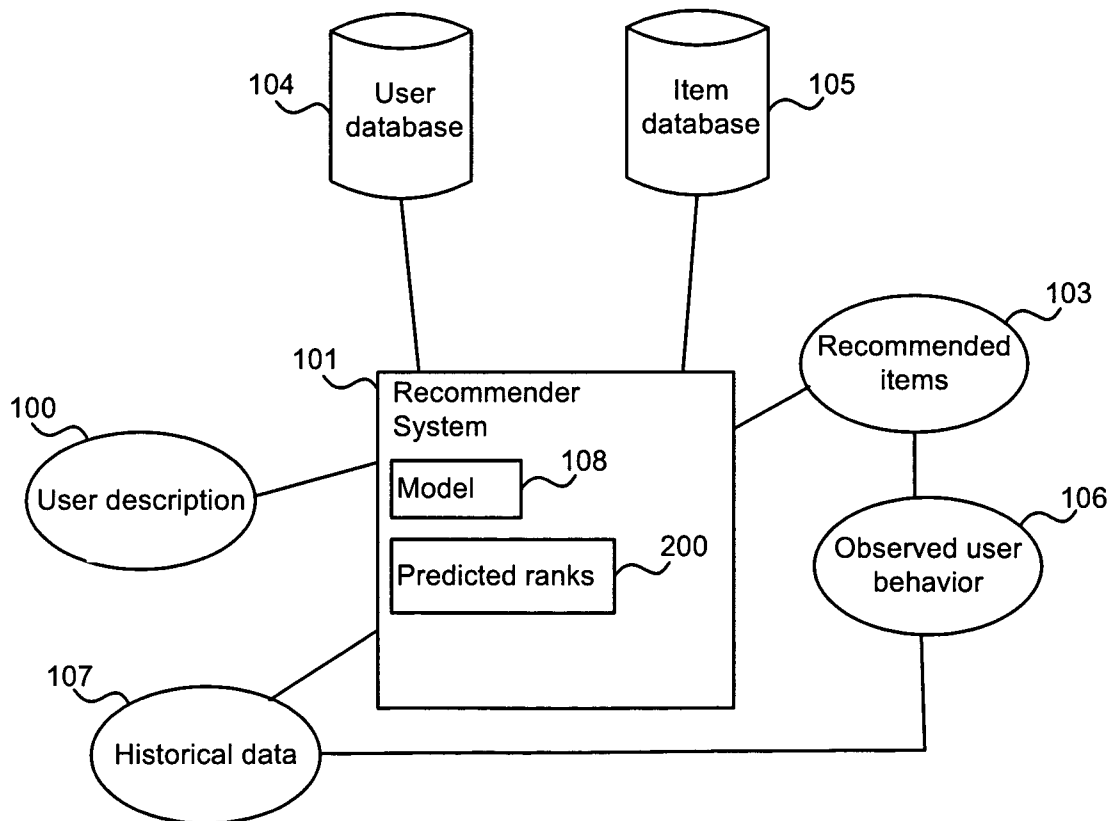 104
User
database
Item
database
105
103
Recommended
items
101
Recommender
System
100
User description
Model
108
106
Observed user
behavior
Predicted ranks
200
107
Historical data